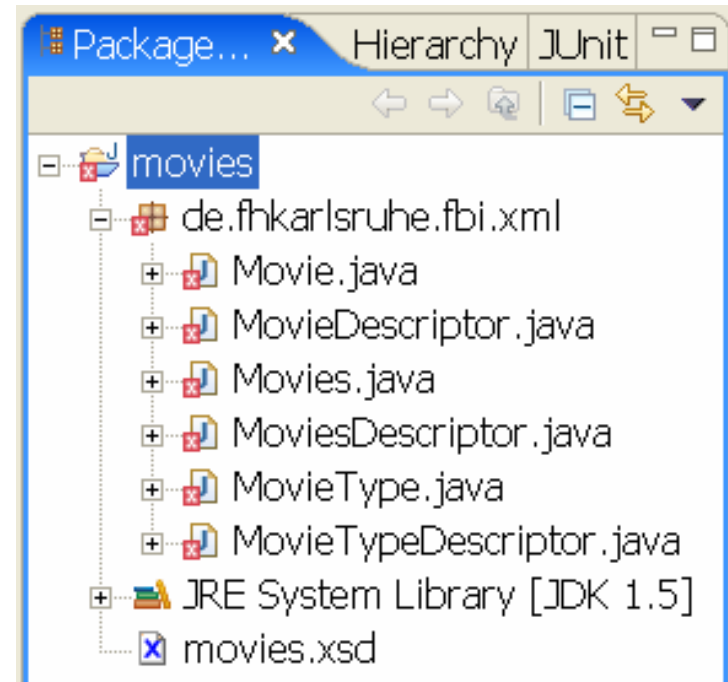 Package... Hierarchy JUnit
movies
de.fhkarlsruhe.fbi.xml
Movie.java
MovieDescriptor.java
Movies.java
MoviesDescriptor.java
MovieType.java
MovieTypeDescriptor.java
JRE System Library [JDK 1.5]
movies.xsd